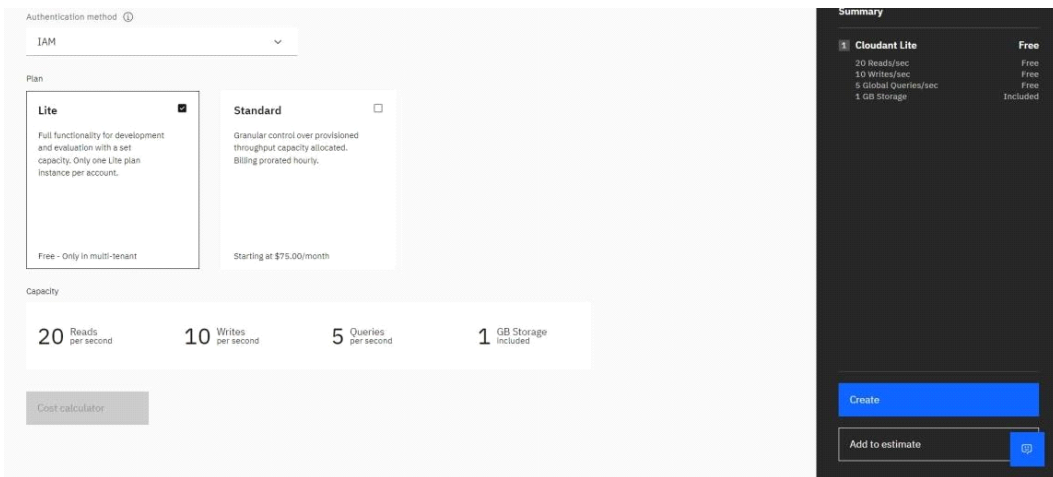 Authentication method
IAM
Plan
Lite
Full functionality for development
and evaluation with a set
capacity. Only one Lite plan
instance per account.
Free - Only in multi-tenant
Standard
Granular control over provisioned
throughput capacity allocated.
Billing prorated hourly.
Starting at $75.00/month
Capacity
20 Reads per second
10 Writes per second
5 Queries per second
1 GB Storage included
Cost calculator
Summary
1 Cloudant Lite Free
20 Reads/sec Free
10 Writes/sec Free
5 Global Queries/sec Free
1 GB Storage Included
Create
Add to estimate